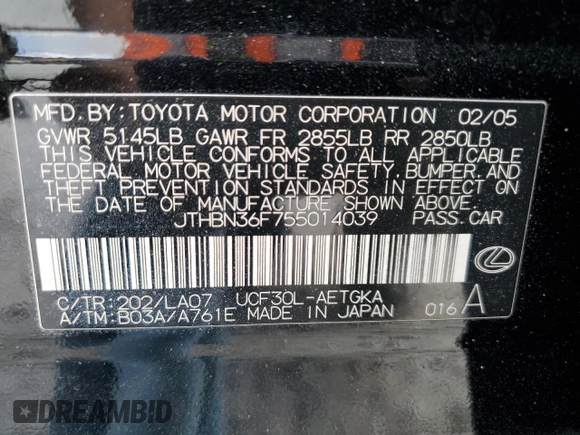 MFD. BY: TOYOTA MOTOR CORPORATION 02/05
GVWR 5145LB GAWR FR 2855LB RR 2850LB
THIS VEHICLE CONFORMS TO ALL APPLICABLE
FEDERAL MOTOR VEHICLE SAFETY, BUMPER, AND
THEFT PREVENTION STANDARDS IN EFFECT ON
THE DATE OF MANUFACTURE SHOWN ABOVE.
JTHBN36F755014039 PASS. CAR
C/TR: 202/LA07 UCF30L-AETGKA
A/TM: B03A/A761E MADE IN JAPAN 016 A
DREAMBID